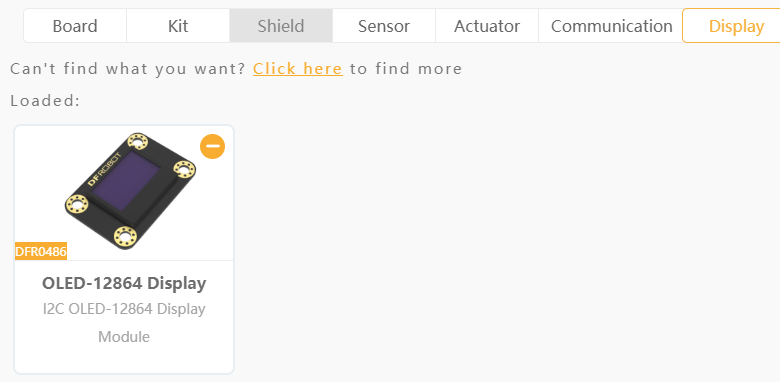 Board Kit Shield Sensor Actuator Communication Display
Can't find what you want? Click here to find more
Loaded:
DFROBOT
DFR0486
OLED-12864 Display
I2C OLED-12864 Display
Module